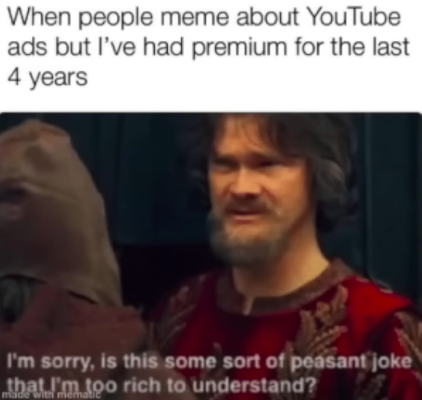 When people meme about YouTube
ads but I've had premium for the last
4 years
I'm sorry, is this some sort of peasant joke
that I'm too rich to understand?
made with mematic